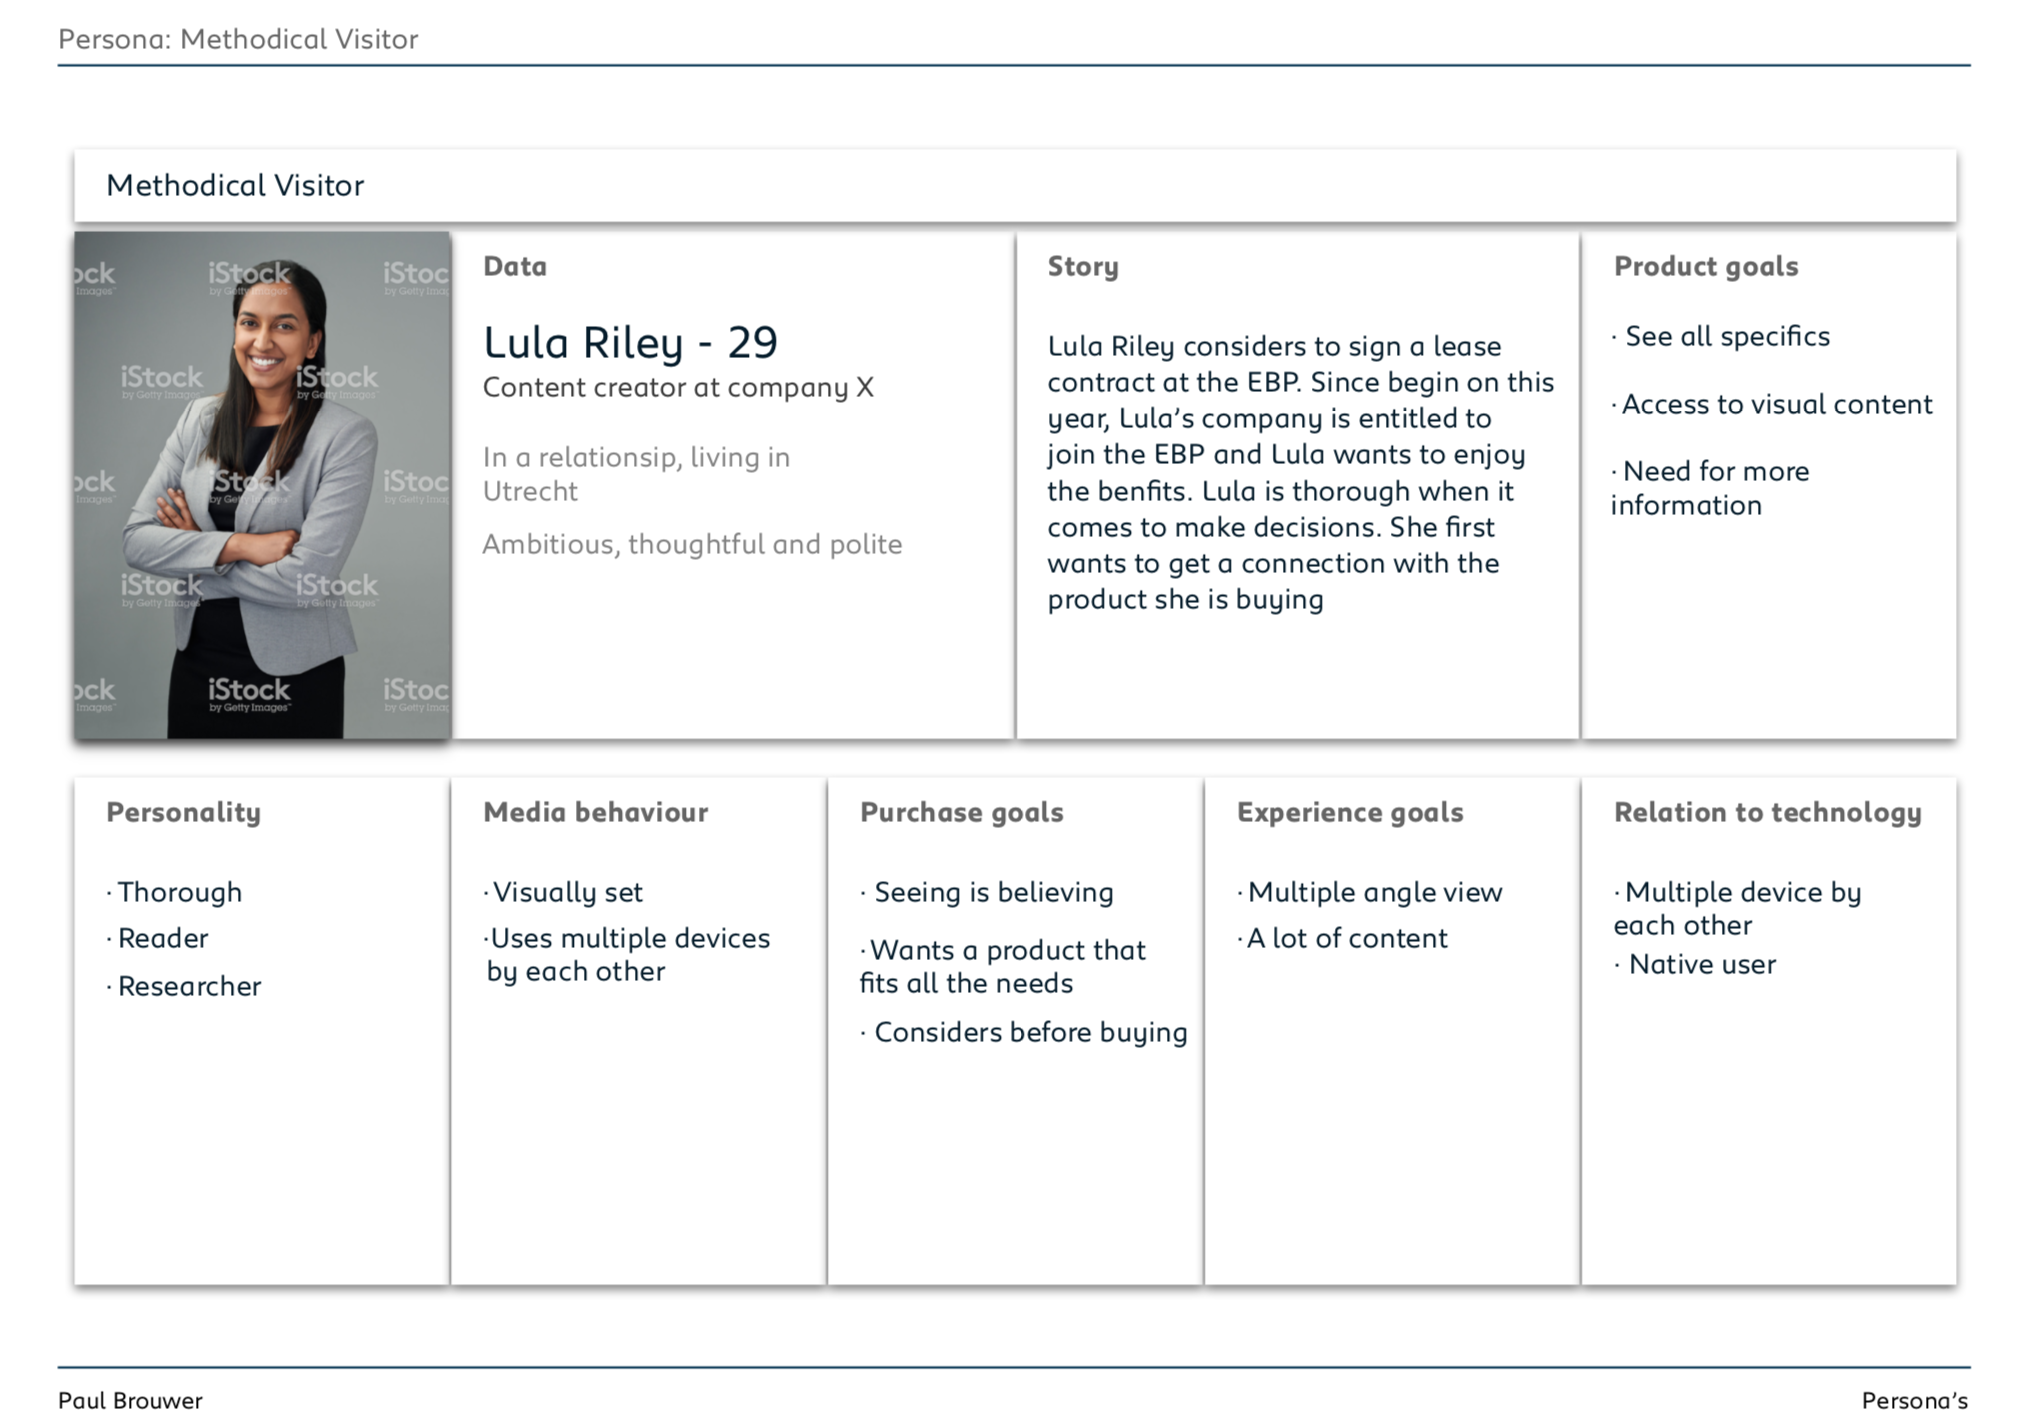 Persona: Methodical Visitor
Methodical Visitor
iStock
by Getty Images™
Data
Lula Riley - 29
Content creator at company X
In a relationsip, living in
Utrecht
Ambitious, thoughtful and polite
Story
Lula Riley considers to sign a lease
contract at the EBP. Since begin on this
year, Lula’s company is entitled to
join the EBP and Lula wants to enjoy
the benfits. Lula is thorough when it
comes to make decisions. She first
wants to get a connection with the
product she is buying
Product goals
· See all specifics
· Access to visual content
· Need for more
information
Personality
· Thorough
· Reader
· Researcher
Media behaviour
· Visually set
· Uses multiple devices
by each other
Purchase goals
· Seeing is believing
· Wants a product that
fits all the needs
· Considers before buying
Experience goals
· Multiple angle view
· A lot of content
Relation to technology
· Multiple device by
each other
· Native user
Paul Brouwer
Persona’s